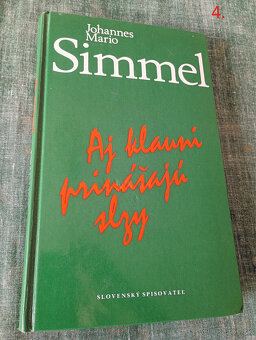 4.
Johannes
Mario
Simmel
Aj klauni
prinášajú
slzy
SLOVENSKÝ SPISOVATEĽ